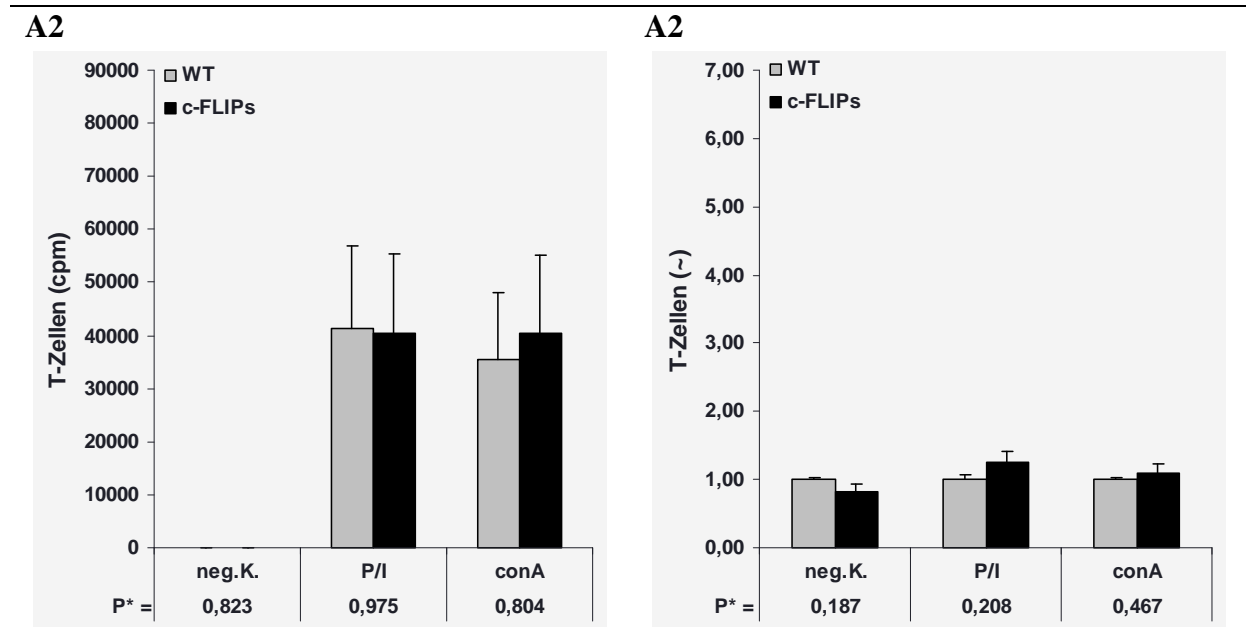 A2
90000
80000
70000
60000
50000
40000
30000
20000
10000
0
T-Zellen (cpm)
WT
c-FLIPs
neg.K. P/I conA
P* = 0,823 0,975 0,804
A2
7,00
6,00
5,00
4,00
3,00
2,00
1,00
0,00
T-Zellen (~)
WT
c-FLIPs
neg.K. P/I conA
P* = 0,187 0,208 0,467